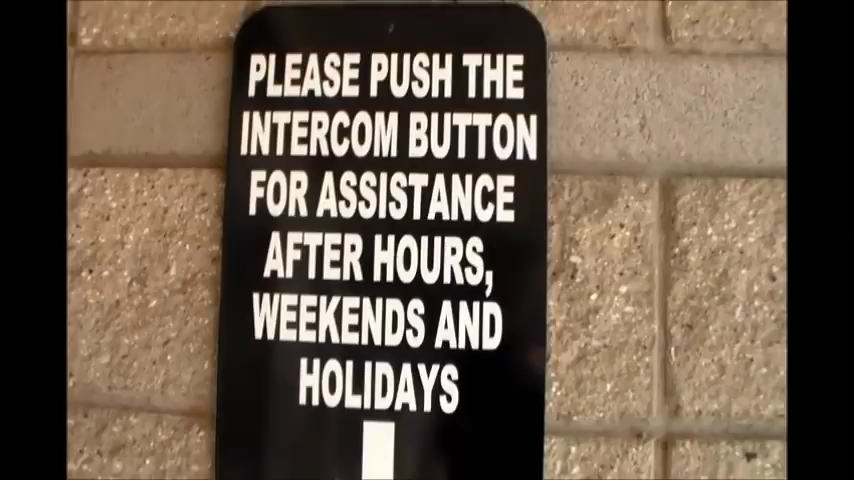 PLEASE PUSH THE
INTERCOM BUTTON
FOR ASSISTANCE
AFTER HOURS,
WEEKENDS AND
HOLIDAYS